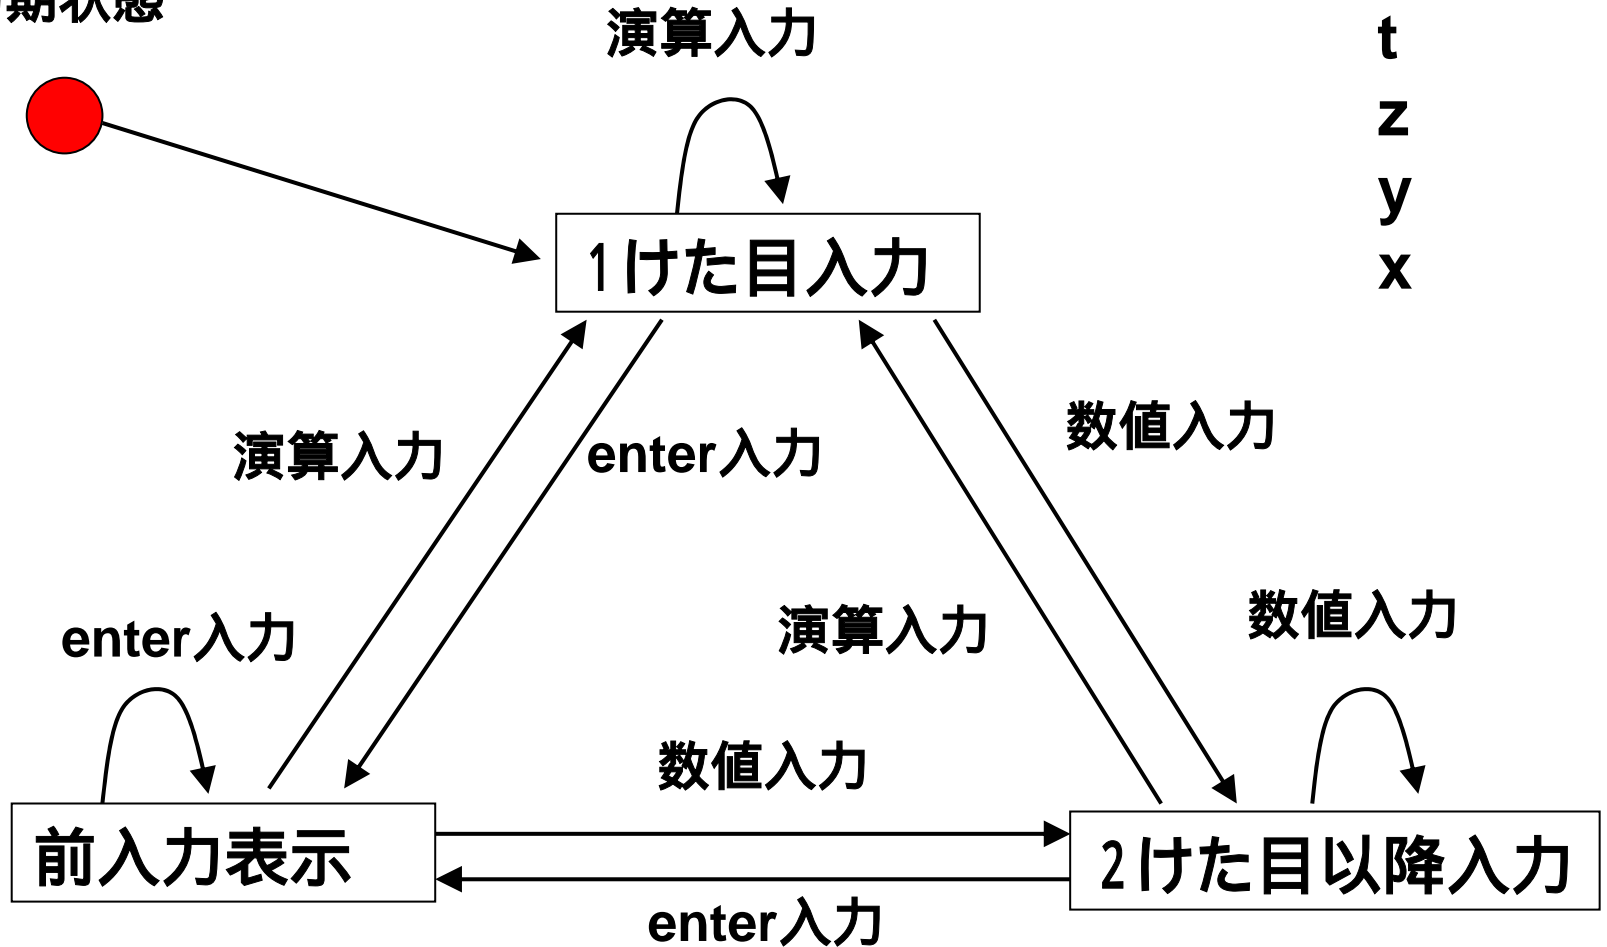 期状態
演算入力
t
z
y
x
1けた目入力
演算入力
enter入力
数値入力
enter入力
演算入力
数値入力
数値入力
前入力表示
2けた目以降入力
enter入力